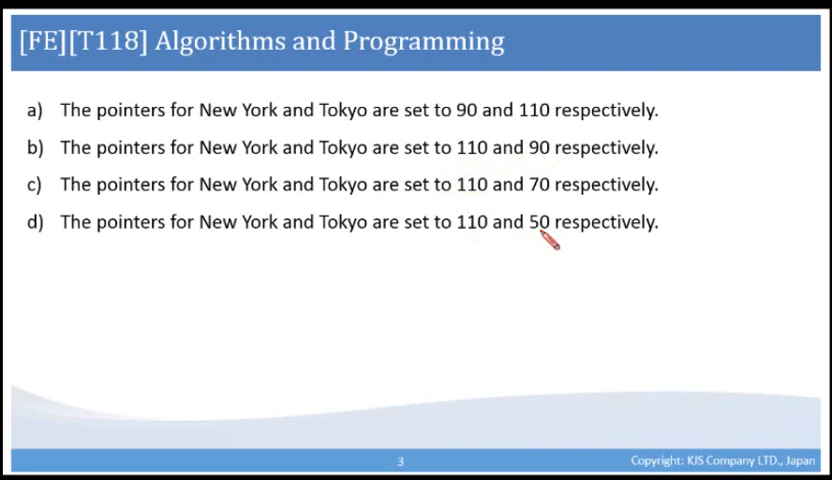 [FE][T118] Algorithms and Programming
a) The pointers for New York and Tokyo are set to 90 and 110 respectively.
b) The pointers for New York and Tokyo are set to 110 and 90 respectively.
c) The pointers for New York and Tokyo are set to 110 and 70 respectively.
d) The pointers for New York and Tokyo are set to 110 and 50 respectively.
3
Copyright: KJS Company LTD., Japan